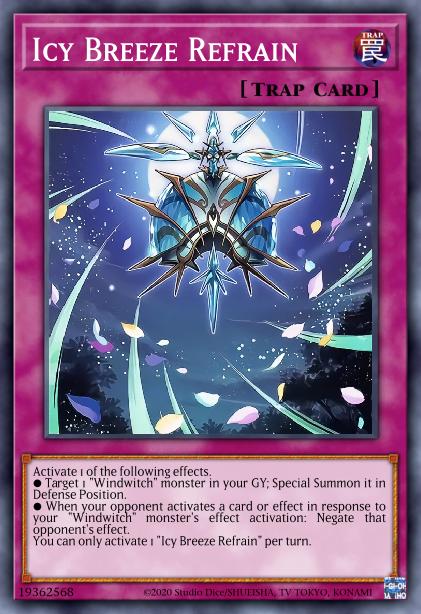 Icy Breeze Refrain
TRAP
罠
[Trap Card]
Activate 1 of the following effects.
● Target 1 "Windwitch" monster in your GY; Special Summon it in
Defense Position.
● When your opponent activates a card or effect in response to
your "Windwitch" monster's effect activation: Negate that
opponent's effect.
You can only activate 1 "Icy Breeze Refrain" per turn.
19362568
©2020 Studio Dice/SHUEISHA, TV TOKYO, KONAMI